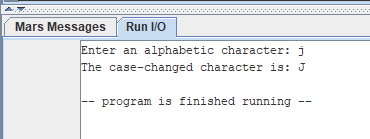 Mars Messages Run I/O
Enter an alphabetic character: j
The case-changed character is: J
-- program is finished running --